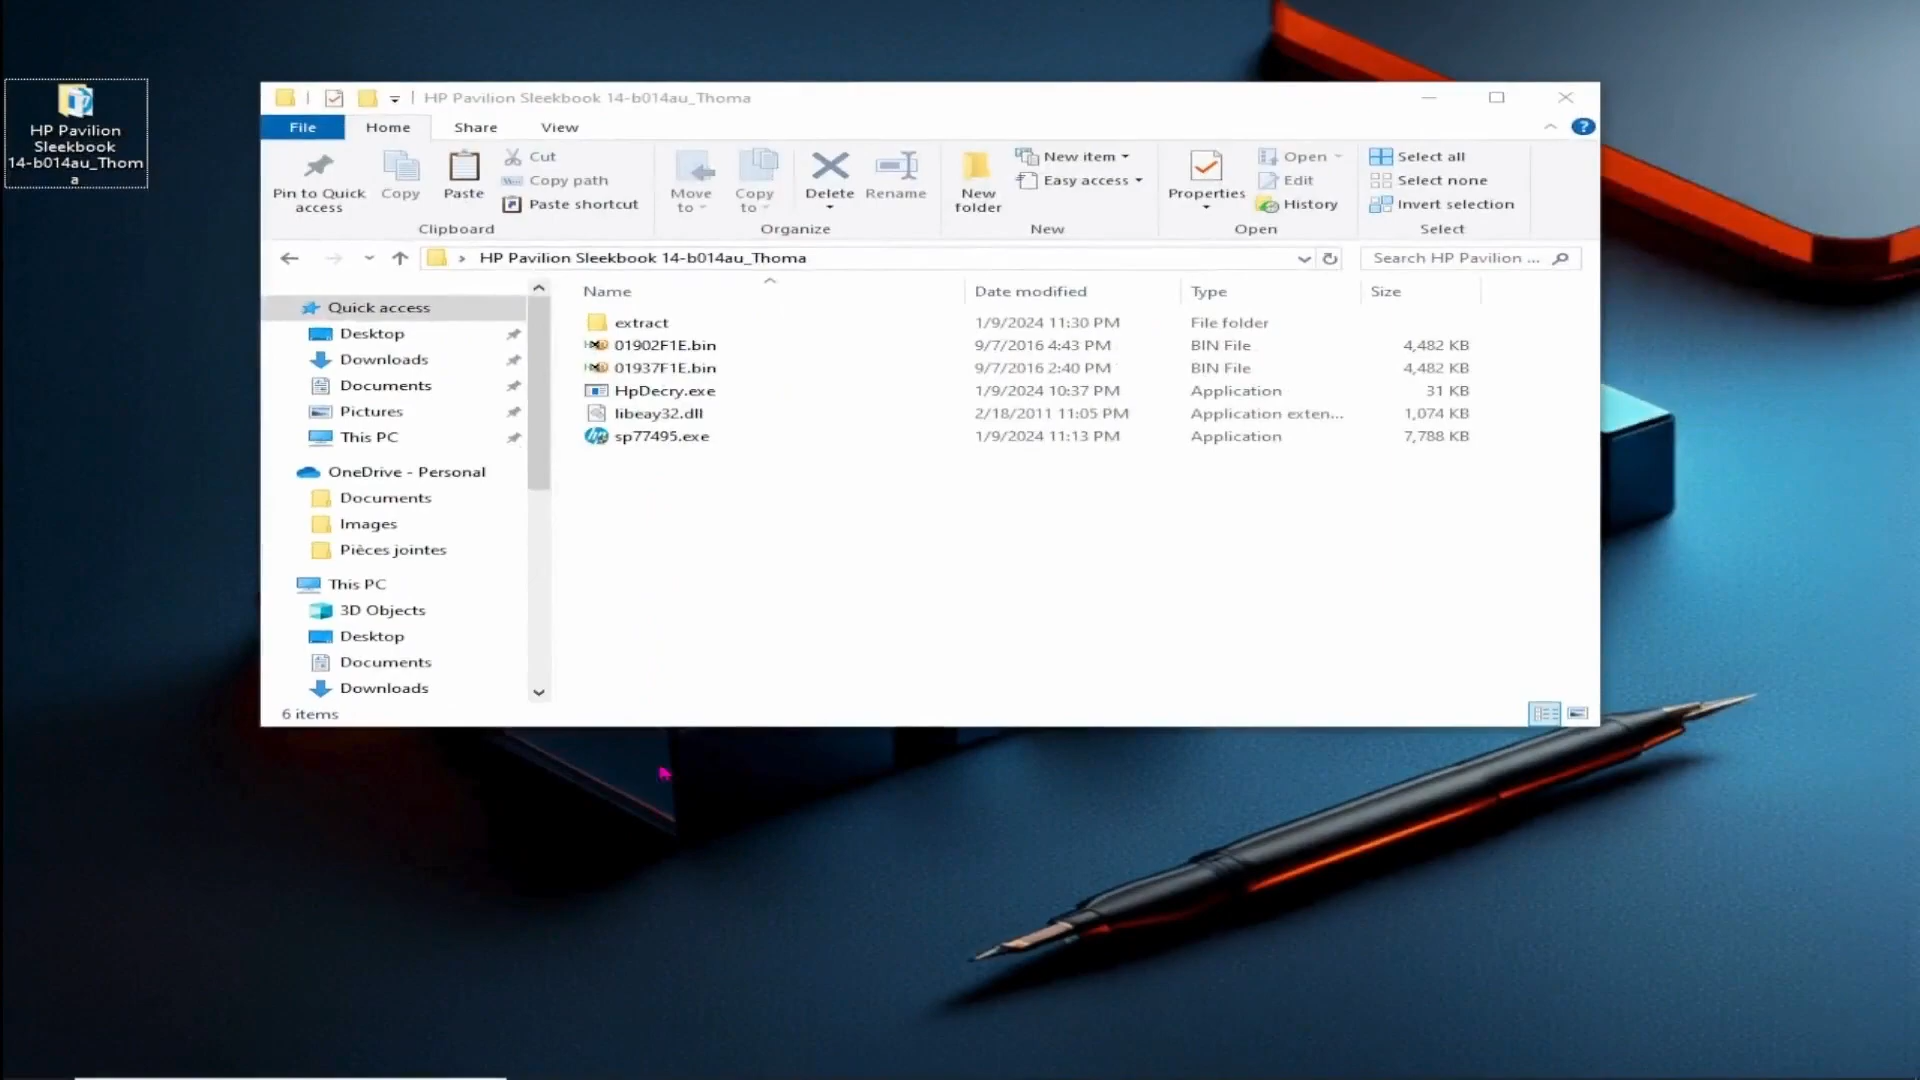 HP Pavilion
Sleekbook
14-b014au_Thom
a
HP Pavilion Sleekbook 14-b014au_Thoma
File Home Share View
Pin to Quick
access
Copy
Paste
Cut
Copy path
Paste shortcut
Clipboard
Move
to
Copy
to
Delete
Rename
Organize
New
folder
New item
Easy access
New
Properties
Open
Edit
History
Open
Select all
Select none
Invert selection
Select
HP Pavilion Sleekbook 14-b014au_Thoma
Search HP Pavilion ...
Quick access
Desktop
Downloads
Documents
Pictures
This PC
OneDrive - Personal
Documents
Images
Pièces jointes
This PC
3D Objects
Desktop
Documents
Downloads
Name Date modified Type Size
extract 1/9/2024 11:30 PM File folder
01902F1E.bin 9/7/2016 4:43 PM BIN File 4,482 KB
01937F1E.bin 9/7/2016 2:40 PM BIN File 4,482 KB
HpDecry.exe 1/9/2024 10:37 PM Application 31 KB
libeay32.dll 2/18/2011 11:05 PM Application exten... 1,074 KB
sp77495.exe 1/9/2024 11:13 PM Application 7,788 KB
6 items